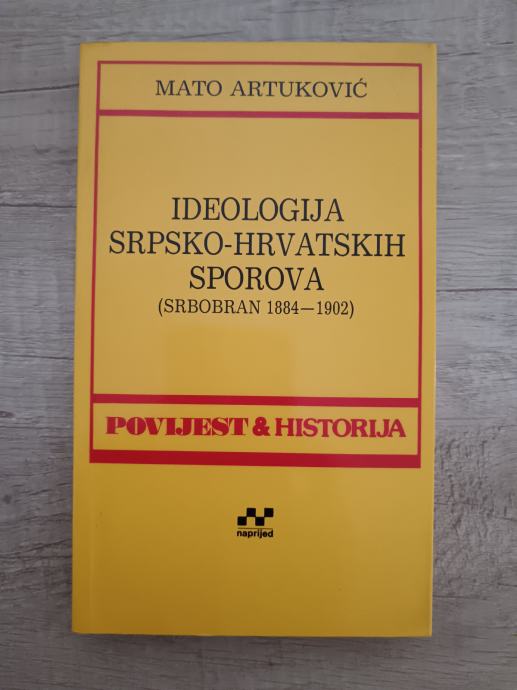 MATO ARTUKOVIĆ
IDEOLOGIJA
SRPSKO-HRVATSKIH
SPOROVA
(SRBOBRAN 1884—1902)
POVIJEST & HISTORIJA
naprijed